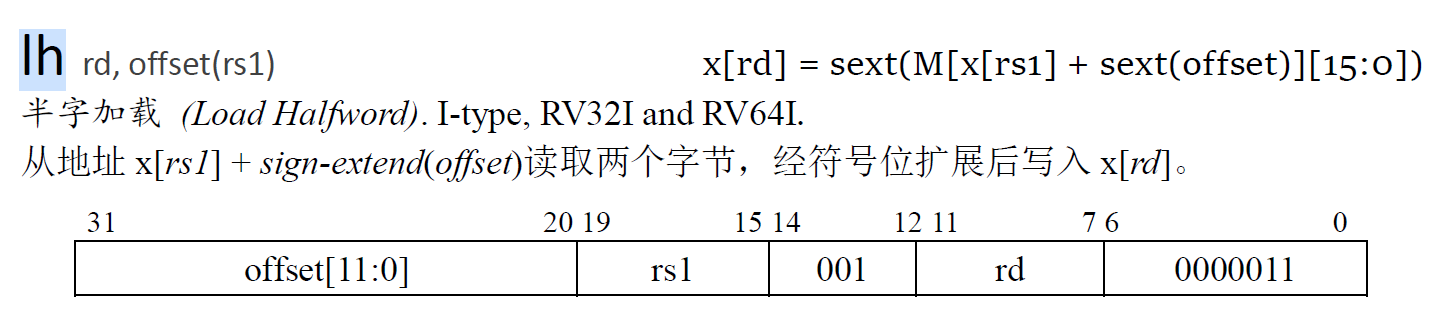 lh rd, offset(rs1) x[rd] = sext(M[x[rs1] + sext(offset)][15:0])
半字加载 (Load Halfword). I-type, RV32I and RV64I.
从地址 x[rs1] + sign-extend(offset)读取两个字节，经符号位扩展后写入 x[rd]。
31 20 19 15 14 12 11 7 6 0
offset[11:0] rs1 001 rd 0000011